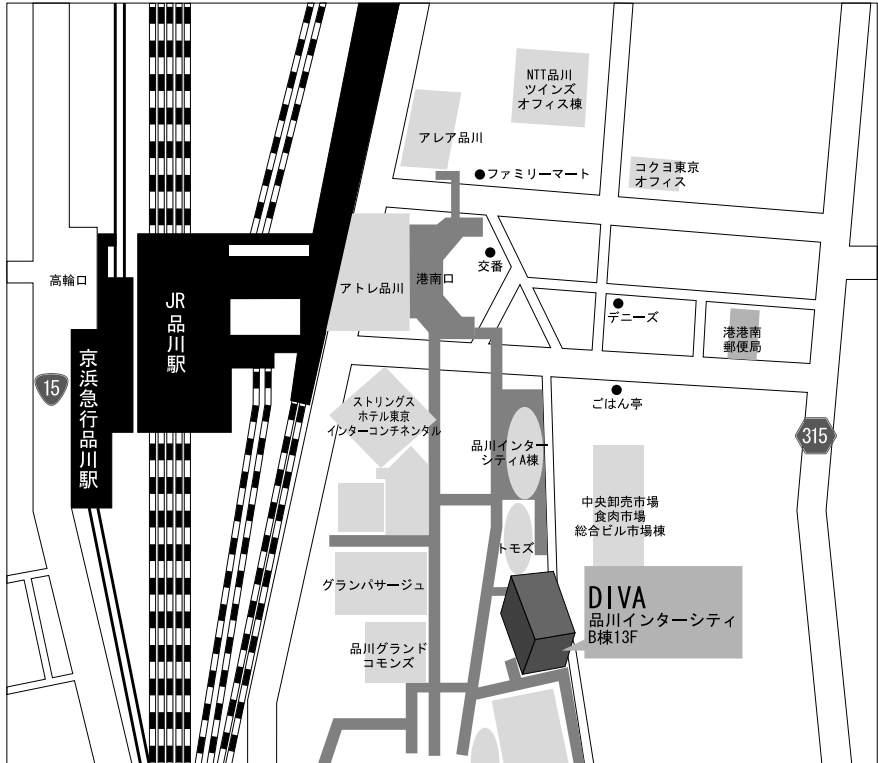 NTT品川
ツインズ
オフィス棟
アレア品川
ファミリーマート
コクヨ東京
オフィス
交番
高輪口
JR
品川駅
アトレ品川
港南口
デニーズ
港港南
郵便局
京浜急行品川駅
15
ストリングス
ホテル東京
インターコンチネンタル
ごはん亭
315
品川インター
シティA棟
中央卸売市場
食肉市場
総合ビル市場棟
トモズ
グランパサージュ
DIVA
品川インターシティ
B棟13F
品川グランド
コモンズ